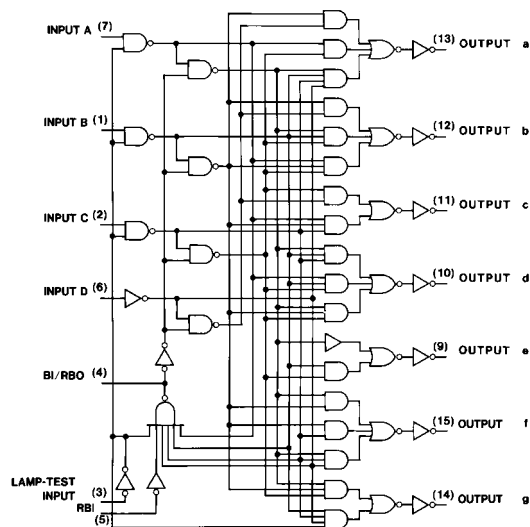 INPUT A (7)
(13) OUTPUT a
INPUT B (1)
(12) OUTPUT b
INPUT C (2)
(11) OUTPUT c
INPUT D (6)
(10) OUTPUT d
(9) OUTPUT e
BI/RBO (4)
(15) OUTPUT f
LAMP-TEST
INPUT
(3)
RBI
(5)
(14) OUTPUT g